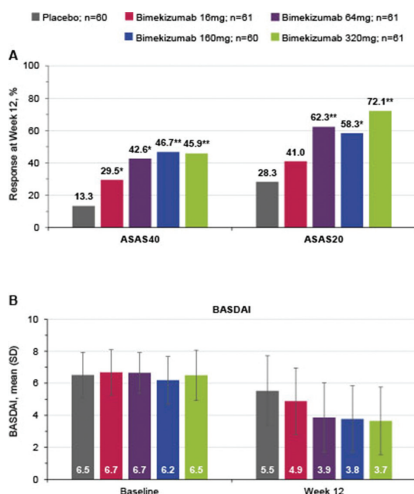 Placebo; n=60
Bimekizumab 16mg; n=61
Bimekizumab 64mg; n=61
Bimekizumab 160mg; n=60
Bimekizumab 320mg; n=61
A
Response at Week 12, %
100
80
60
40
20
0
13.3
29.5*
42.6*
46.7**
45.9**
28.3
41.0
62.3**
58.3*
72.1**
ASAS40
ASAS20
B
BASDAI
BASDAI, mean (SD)
10
8
6
4
2
0
6.5
6.7
6.7
6.2
6.5
5.5
4.9
3.9
3.8
3.7
Baseline
Week 12